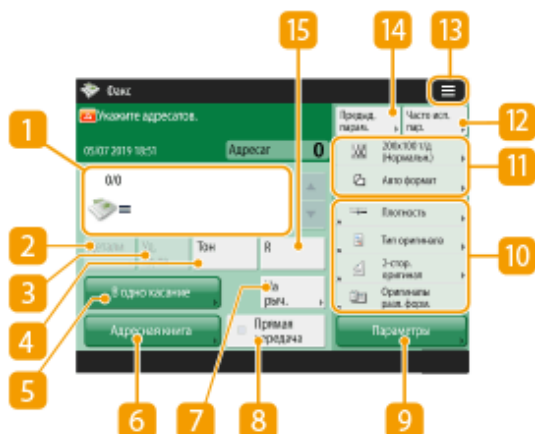 15
14
13
Факс
Укажите адресатов.
Предыд. парам.
Часто исп. пар.
12
1
05/07 2019 18:51
Адресат 0
200x100 т/д
(Нормальн.)
11
0/0
Авто формат
=
2
Детали
Тон
R
Плотность
10
3
Тип оригинала
4
В одно касание
На
рыч.
2-стор.
оригинал
5
Адресная книга
Прямая
передача
Оригиналы
разл. форм.
Параметры
6
7
8
9